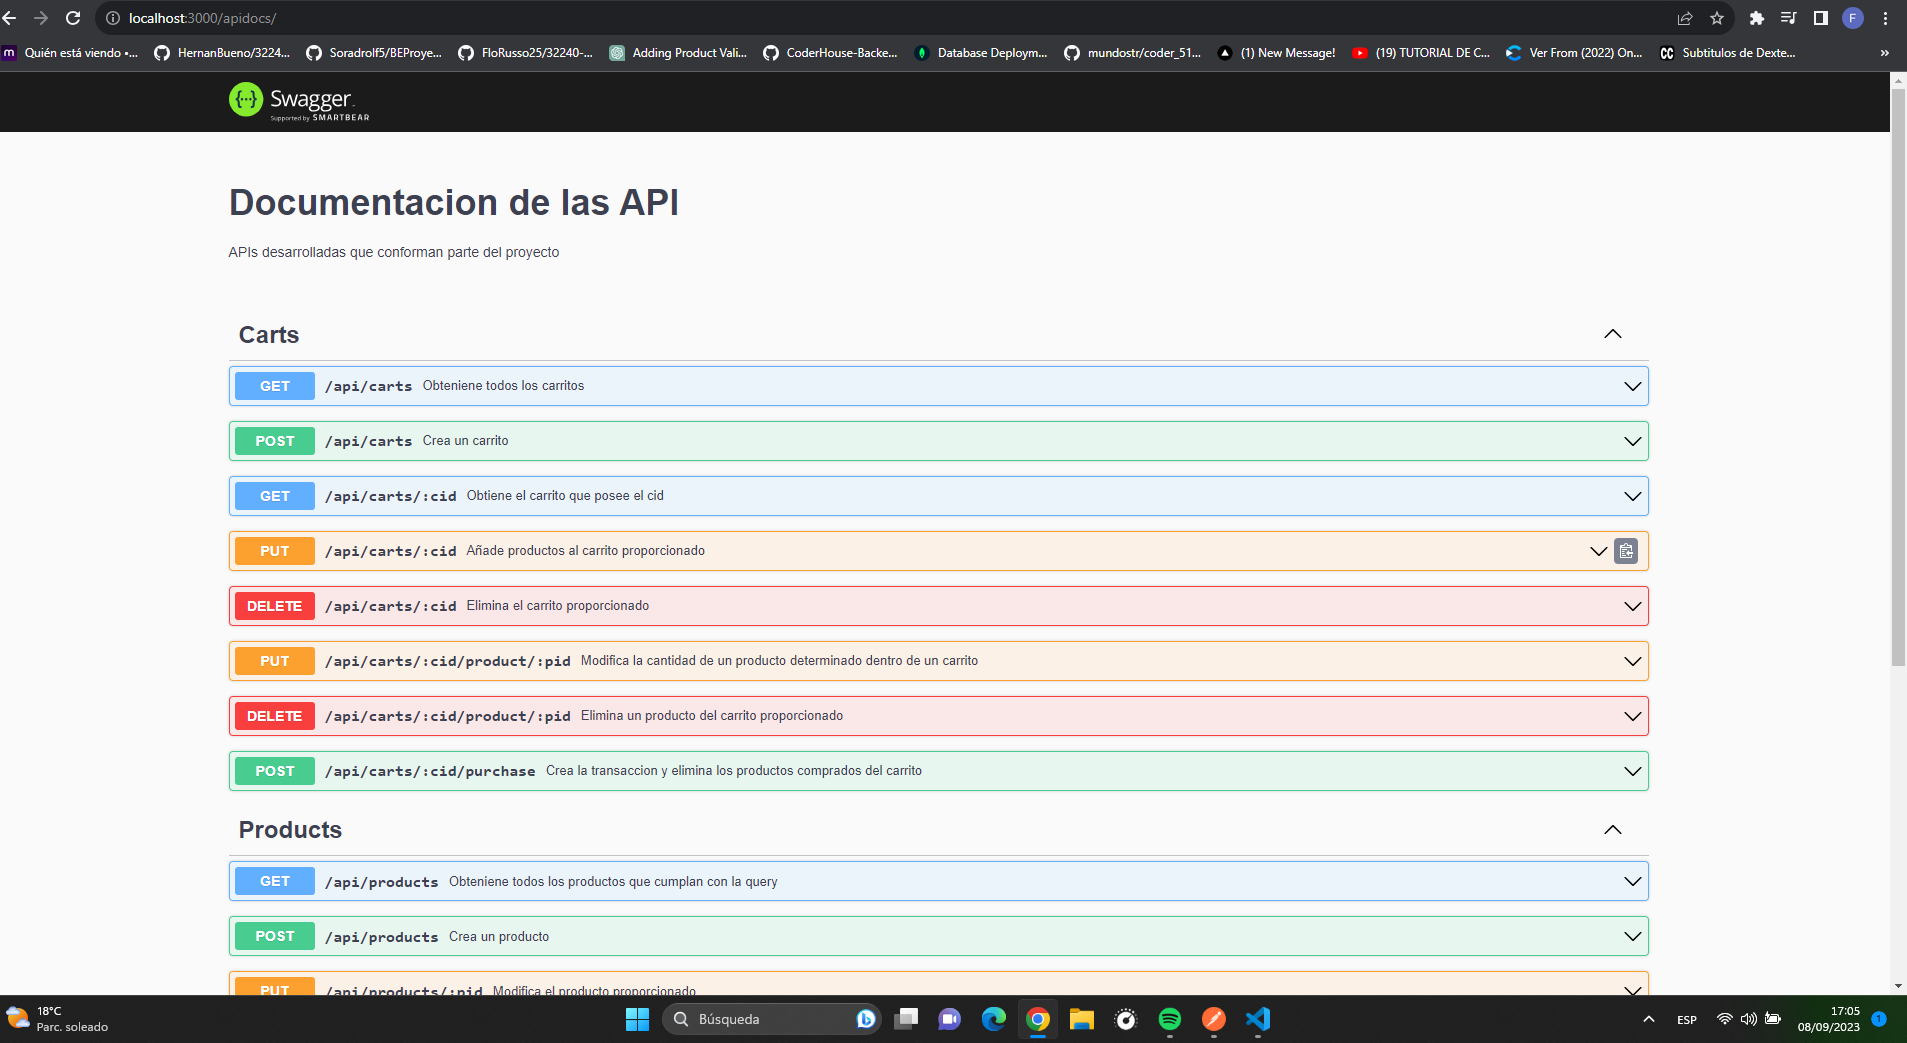 localhost:3000/apidocs/
F
m Quién está viendo •... HernanBueno/3224... Soradrolf5/BEProye... FloRusso25/32240-... Adding Product Vali... CoderHouse-Backe... Database Deploym... mundostr/coder_51... (1) New Message! (19) TUTORIAL DE C... Ver From (2022) On... CC Subtitulos de Dexte... »
{···} Swagger.
Supported by SMARTBEAR
Documentacion de las API
APIs desarrolladas que conforman parte del proyecto
Carts
GET /api/carts Obteniene todos los carritos
POST /api/carts Crea un carrito
GET /api/carts/:cid Obtiene el carrito que posee el cid
PUT /api/carts/:cid Añade productos al carrito proporcionado
DELETE /api/carts/:cid Elimina el carrito proporcionado
PUT /api/carts/:cid/product/:pid Modifica la cantidad de un producto determinado dentro de un carrito
DELETE /api/carts/:cid/product/:pid Elimina un producto del carrito proporcionado
POST /api/carts/:cid/purchase Crea la transaccion y elimina los productos comprados del carrito
Products
GET /api/products Obteniene todos los productos que cumplan con la query
POST /api/products Crea un producto
PUT /api/products/:pid Modifica el producto proporcionado
18°C
Parc. soleado
Búsqueda
ESP
17:05
08/09/2023
1